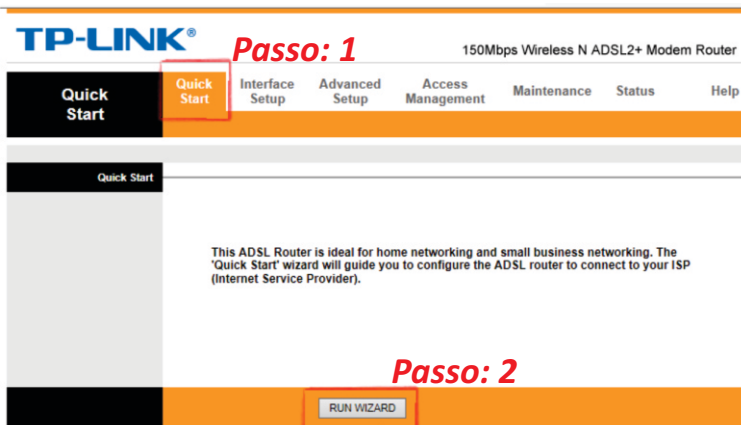 TP-LINK®
Passo: 1
150Mbps Wireless N ADSL2+ Modem Router
Quick
Start
Quick
Start
Interface
Setup
Advanced
Setup
Access
Management
Maintenance
Status
Help
Quick Start
This ADSL Router is ideal for home networking and small business networking. The
'Quick Start' wizard will guide you to configure the ADSL router to connect to your ISP
(Internet Service Provider).
Passo: 2
RUN WIZARD